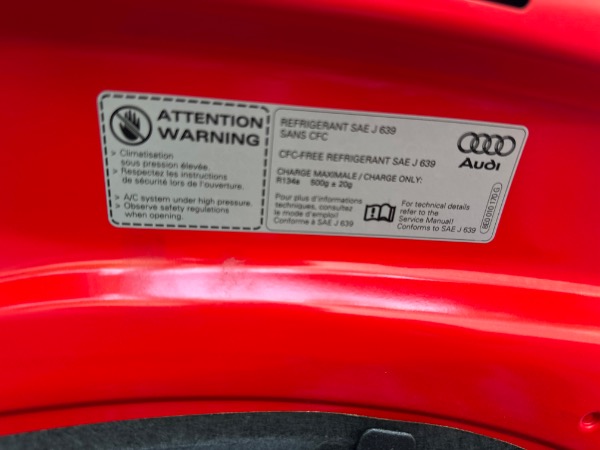 ATTENTION
WARNING
> Climatisation
sous pression élevée.
> Respectez les instructions
de sécurité lors de l'ouverture.
> A/C system under high pressure.
> Observe safety regulations
when opening.
REFRIGERANT SAE J 639
SANS CFC
CFC-FREE REFRIGERANT SAE J 639
CHARGE MAXIMALE / CHARGE ONLY:
R134a 500g ± 20g
Pour plus d'informations
techniques, consultez
le mode d'emploi!
Conforme à SAE J 639
For technical details
refer to the
Service Manual!
Conforms to SAE J 639
Audi